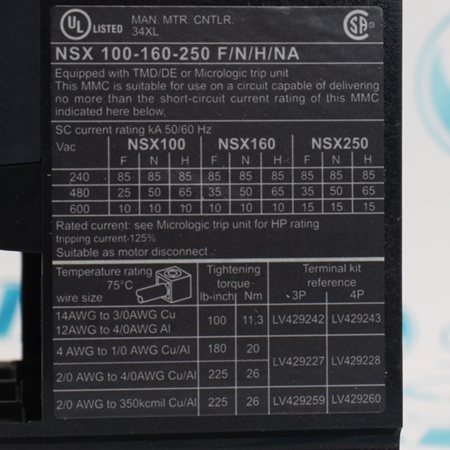 UL LISTED MAN. MTR. CNTLR. SA
34XL
NSX 100-160-250 F/N/H/NA
Equipped with TMD/DE or Micrologic trip unit
This MMC is suitable for use on a circuit capable of delivering
no more than the short-circuit current rating of this MMC
indicated here below.
SC current rating kA 50/60 Hz
Vac NSX100 NSX160 NSX250
F N H F N H F N H
240 85 85 85 85 85 85 85 85 85
480 25 50 65 35 50 65 35 50 65
600 10 10 10 10 10 10 15 15 15
Rated current: see Micrologic trip unit for HP rating
tripping current-125%
Suitable as motor disconnect
Temperature rating Tightening Terminal kit
75°C torque reference
wire size lb-inch Nm 3P 4P
14AWG to 3/0AWG Cu 100 11,3 LV429242 LV429243
12AWG to 4/0AWG Al
4 AWG to 1/0 AWG Cu/Al 180 20 LV429227 LV429228
2/0 AWG to 4/0AWG Cu/Al 225 26
2/0 AWG to 350kcmil Cu/Al 225 26 LV429259 LV429260